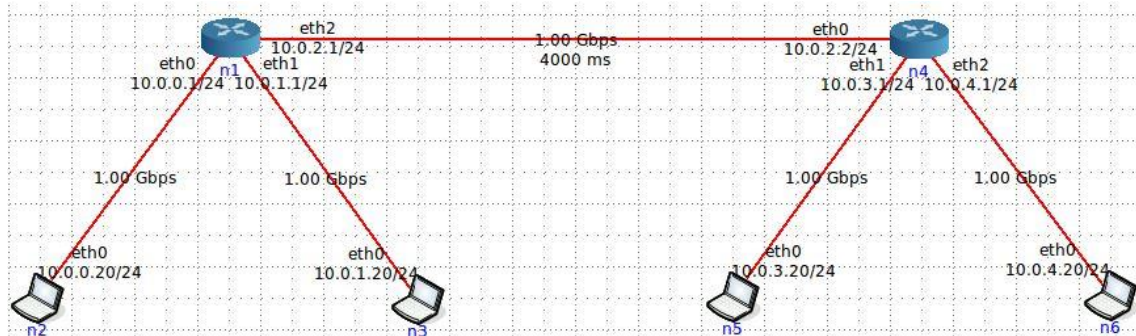 eth2
10.0.2.1/24
n1
eth0
10.0.0.1/24
eth1
10.0.1.1/24
1.00 Gbps
4000 ms
eth0
10.0.2.2/24
n4
eth1
10.0.3.1/24
eth2
10.0.4.1/24
1.00 Gbps
1.00 Gbps
1.00 Gbps
1.00 Gbps
eth0
10.0.0.20/24
n2
eth0
10.0.1.20/24
n3
eth0
10.0.3.20/24
n5
eth0
10.0.4.20/24
n6